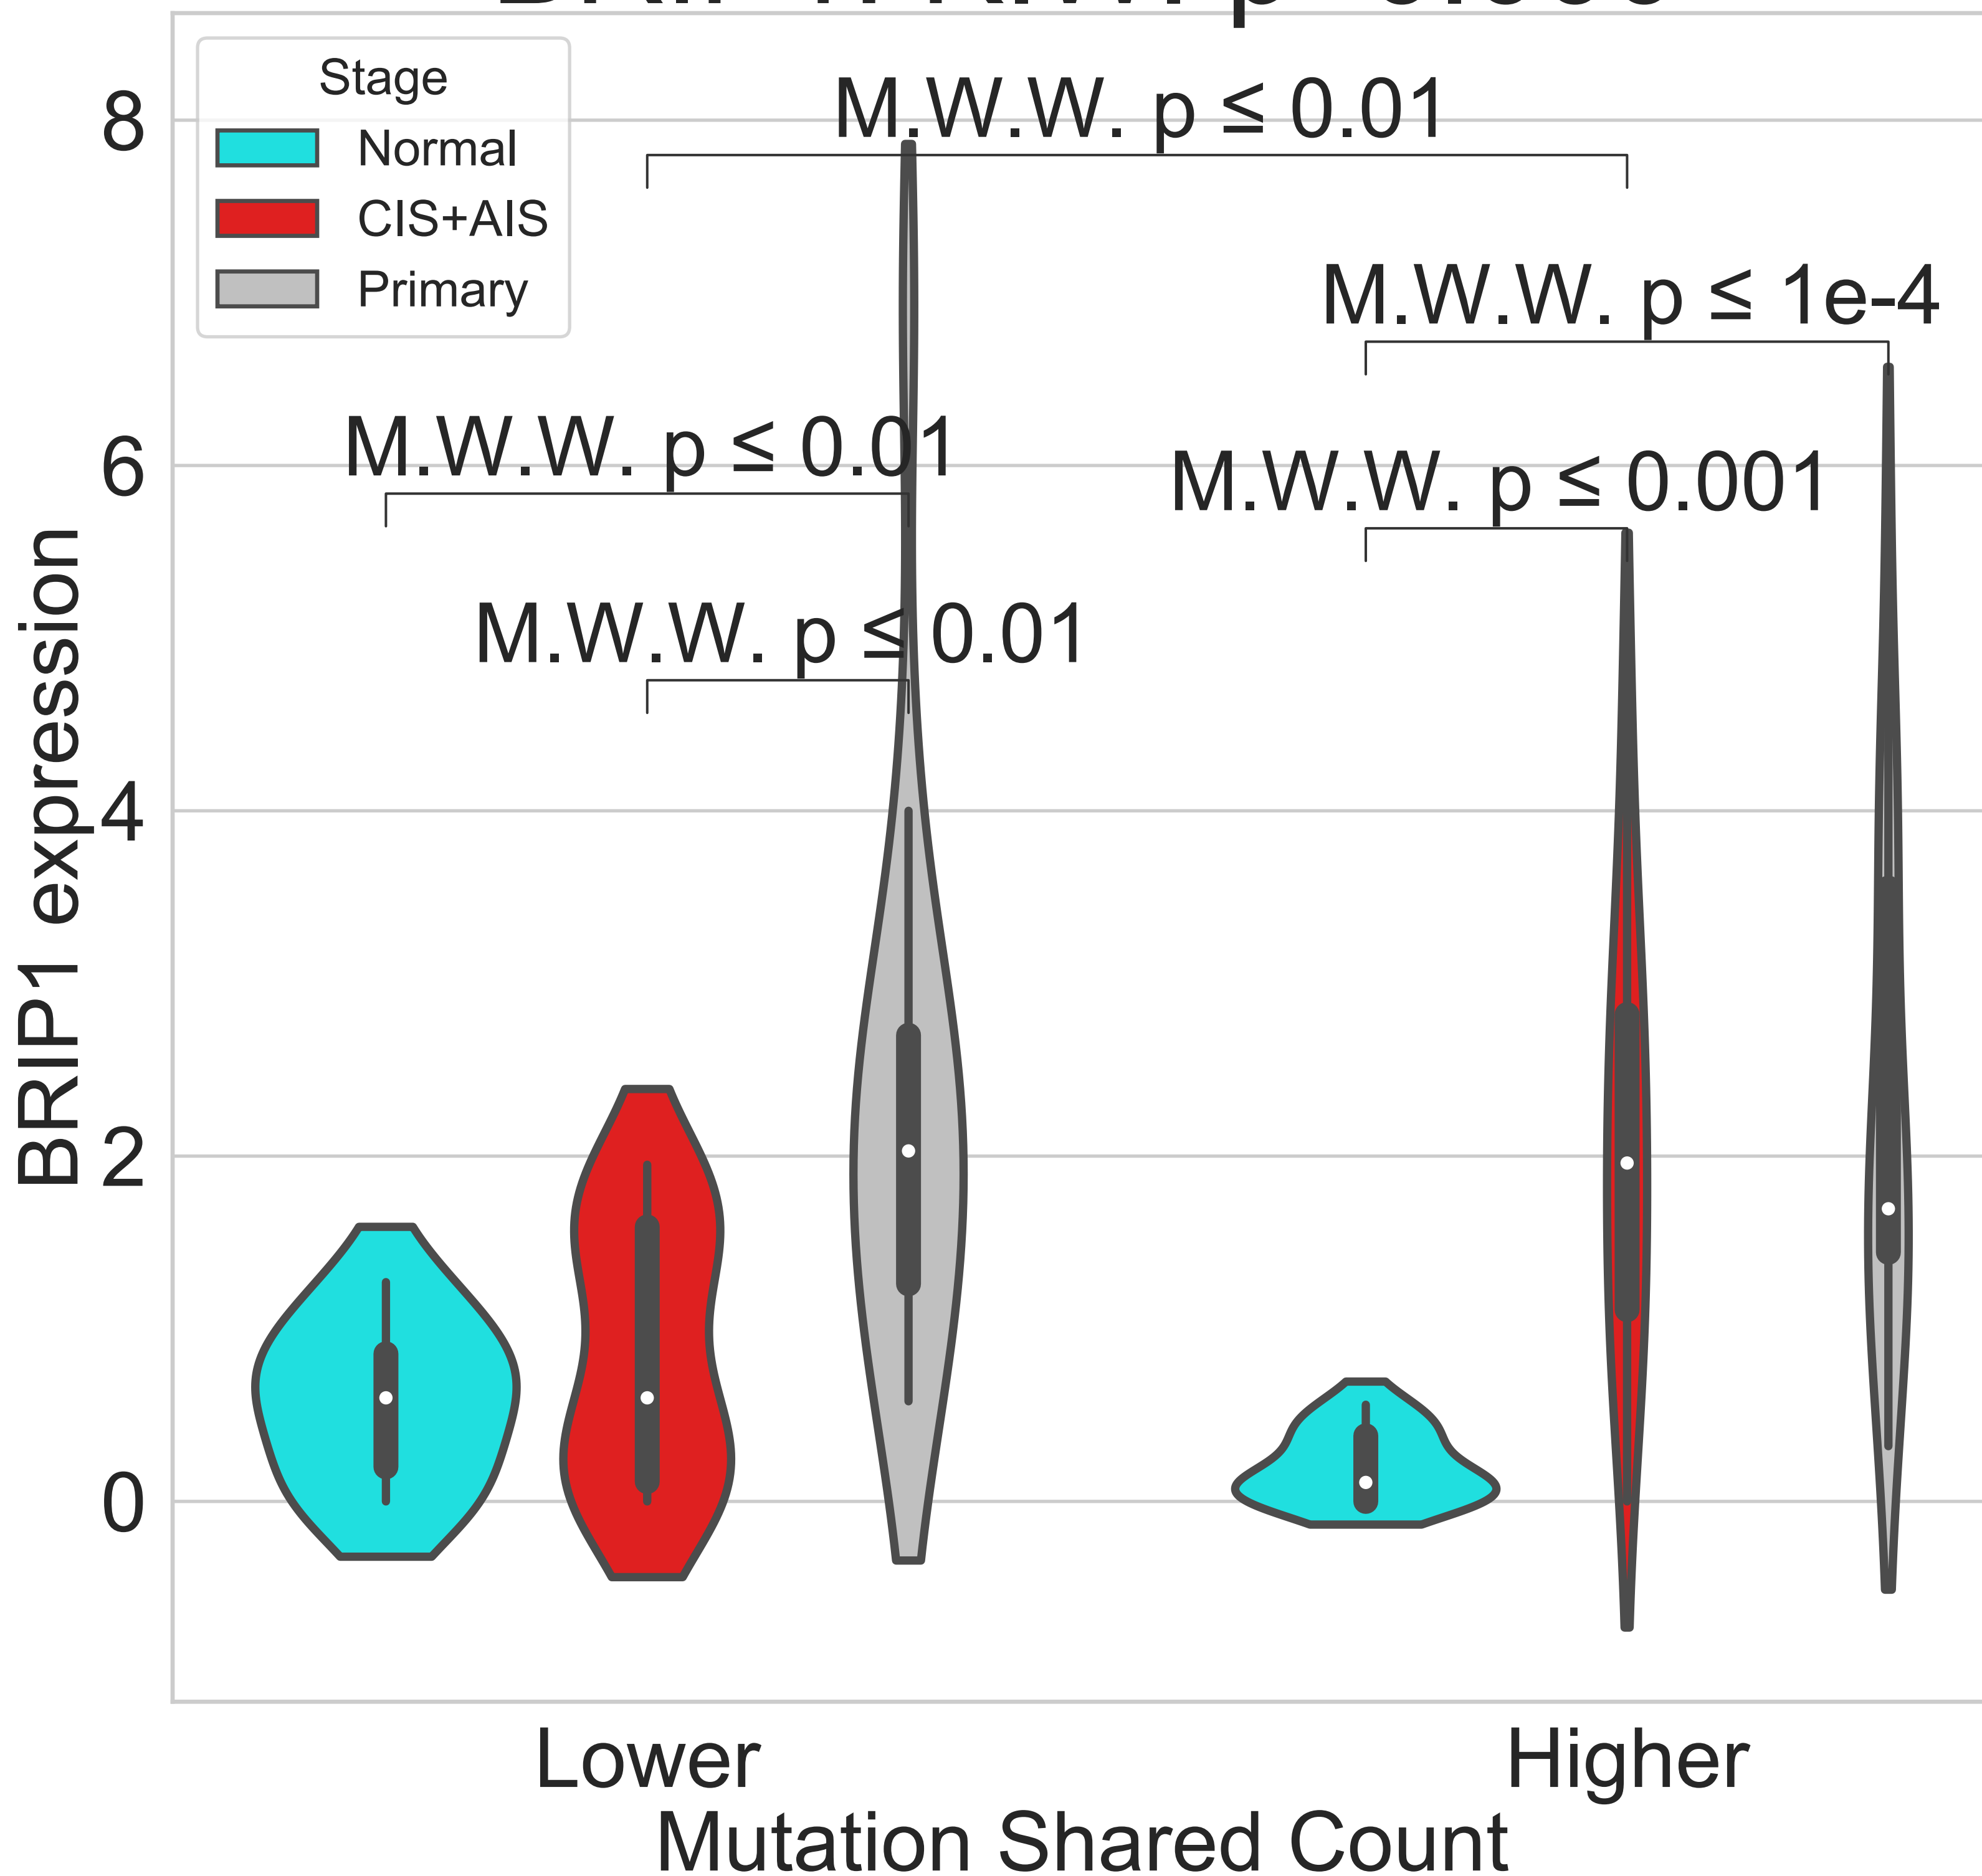 Stage
Normal
CIS+AIS
Primary
M.W.W. p ≤ 0.01
M.W.W. p ≤ 1e-4
M.W.W. p ≤ 0.01
M.W.W. p ≤ 0.001
M.W.W. p ≤ 0.01
8
6
4
2
0
BRIP1 expression
Lower
Higher
Mutation Shared Count